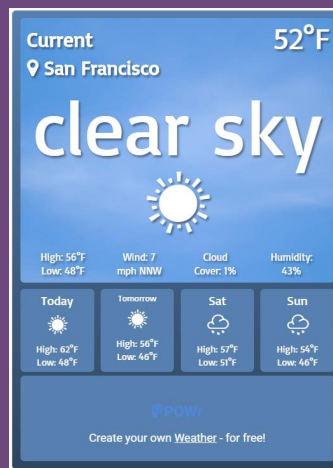 Current
52°F
San Francisco
clear sky
High: 56°F
Low: 48°F
Wind: 7
mph NNW
Cloud
Cover: 1%
Humidity:
43%
Today
High: 62°F
Low: 48°F
Tomorrow
High: 56°F
Low: 46°F
Sat
High: 57°F
Low: 51°F
Sun
High: 54°F
Low: 46°F
POWr
Create your own Weather - for free!